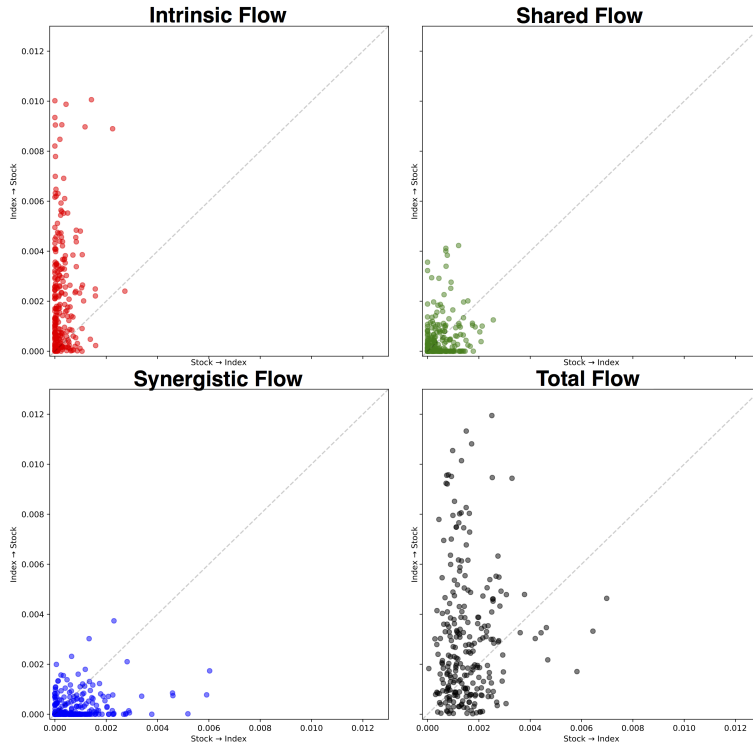 Intrinsic Flow
Shared Flow
0.012
0.010
0.008
0.006
0.004
0.002
0.000
Index → Stock
Stock → Index
Index → Stock
Stock → Index
Synergistic Flow
Total Flow
0.012
0.010
0.008
0.006
0.004
0.002
0.000
Index → Stock
0.000 0.002 0.004 0.006 0.008 0.010 0.012
Stock → Index
Index → Stock
0.000 0.002 0.004 0.006 0.008 0.010 0.012
Stock → Index